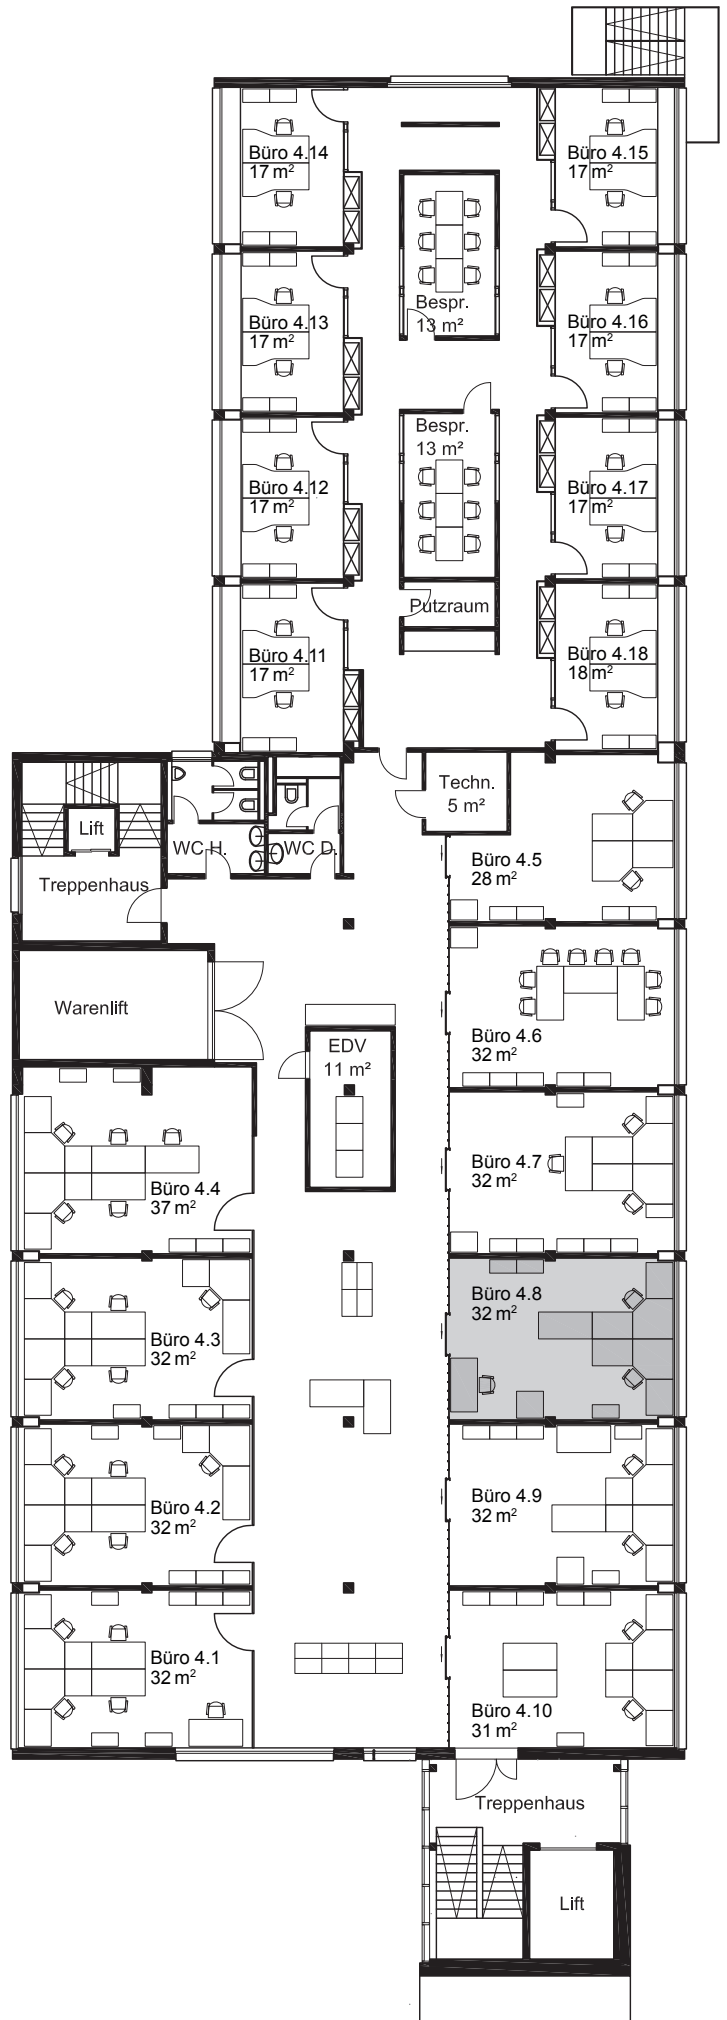 Büro 4.14
17 m²
Büro 4.15
17 m²
Bespr.
13 m²
Büro 4.13
17 m²
Büro 4.16
17 m²
Bespr.
13 m²
Büro 4.12
17 m²
Büro 4.17
17 m²
Putzraum
Büro 4.11
17 m²
Büro 4.18
18 m²
Techn.
5 m²
Lift
WC H.
WC D.
Treppenhaus
Büro 4.5
28 m²
Warenlift
EDV
11 m²
Büro 4.6
32 m²
Büro 4.4
37 m²
Büro 4.7
32 m²
Büro 4.3
32 m²
Büro 4.8
32 m²
Büro 4.2
32 m²
Büro 4.9
32 m²
Büro 4.1
32 m²
Büro 4.10
31 m²
Treppenhaus
Lift